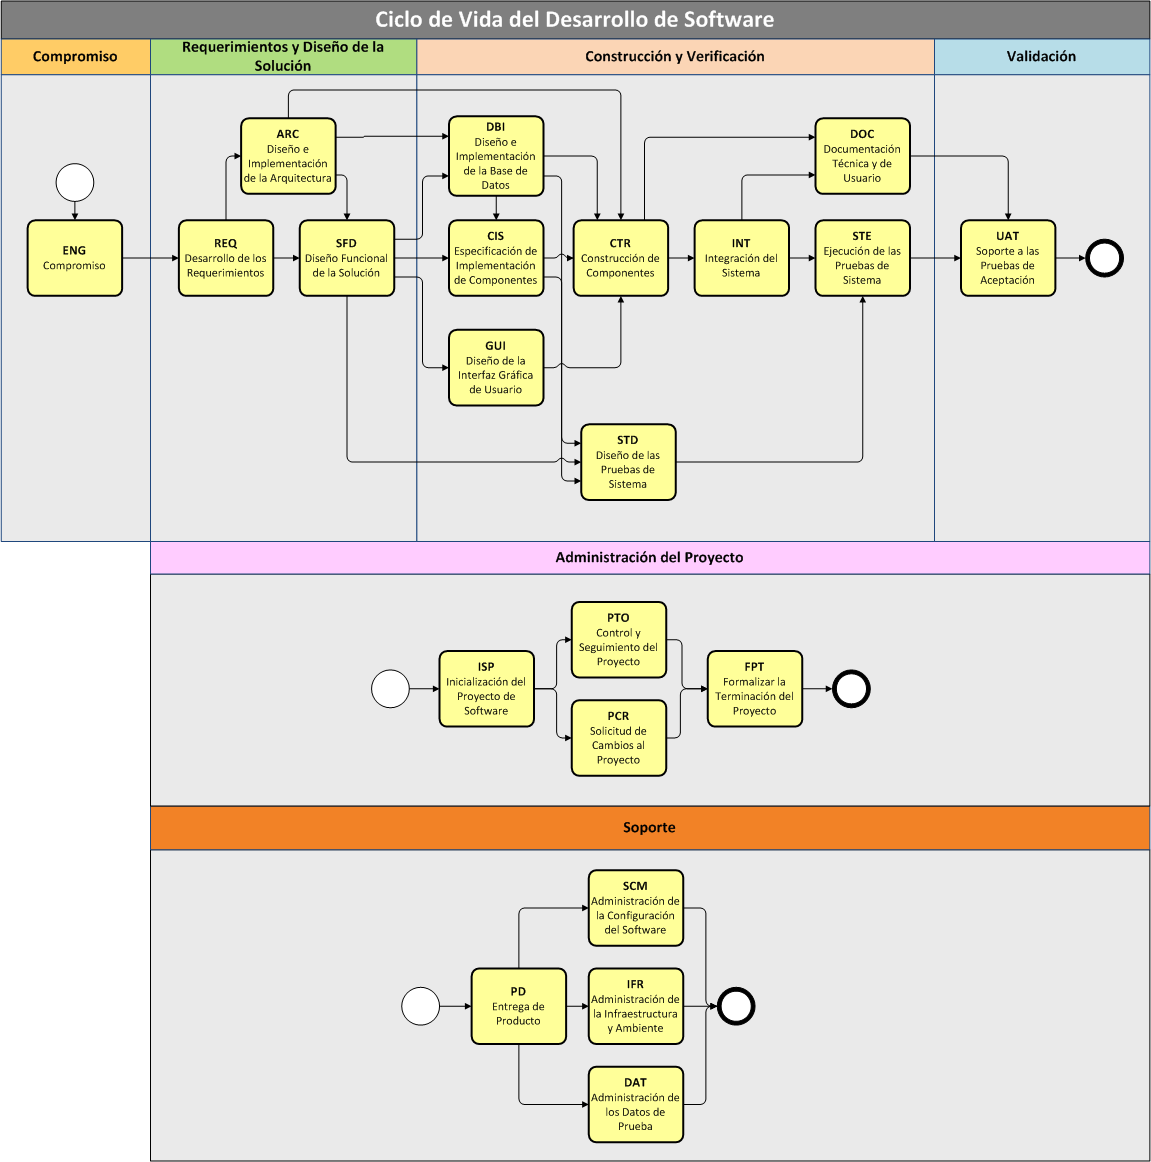 Ciclo de Vida del Desarrollo de Software
Compromiso
Requerimientos y Diseño de la
Solución
Construcción y Verificación
Validación
ENG
Compromiso
REQ
Desarrollo de los
Requerimientos
ARC
Diseño e
Implementación
de la Arquitectura
SFD
Diseño Funcional
de la Solución
DBI
Diseño e
Implementación
de la Base de
Datos
CIS
Especificación de
Implementación
de Componentes
GUI
Diseño de la
Interfaz Gráfica
de Usuario
CTR
Construcción de
Componentes
STD
Diseño de las
Pruebas de
Sistema
INT
Integración del
Sistema
DOC
Documentación
Técnica y de
Usuario
STE
Ejecución de las
Pruebas de
Sistema
UAT
Soporte a las
Pruebas de
Aceptación
Administración del Proyecto
ISP
Inicialización del
Proyecto de
Software
PTO
Control y
Seguimiento del
Proyecto
PCR
Solicitud de
Cambios al
Proyecto
FPT
Formalizar la
Terminación del
Proyecto
Soporte
PD
Entrega de
Producto
SCM
Administración de
la Configuración
del Software
IFR
Administración de
la Infraestructura
y Ambiente
DAT
Administración de
los Datos de
Prueba